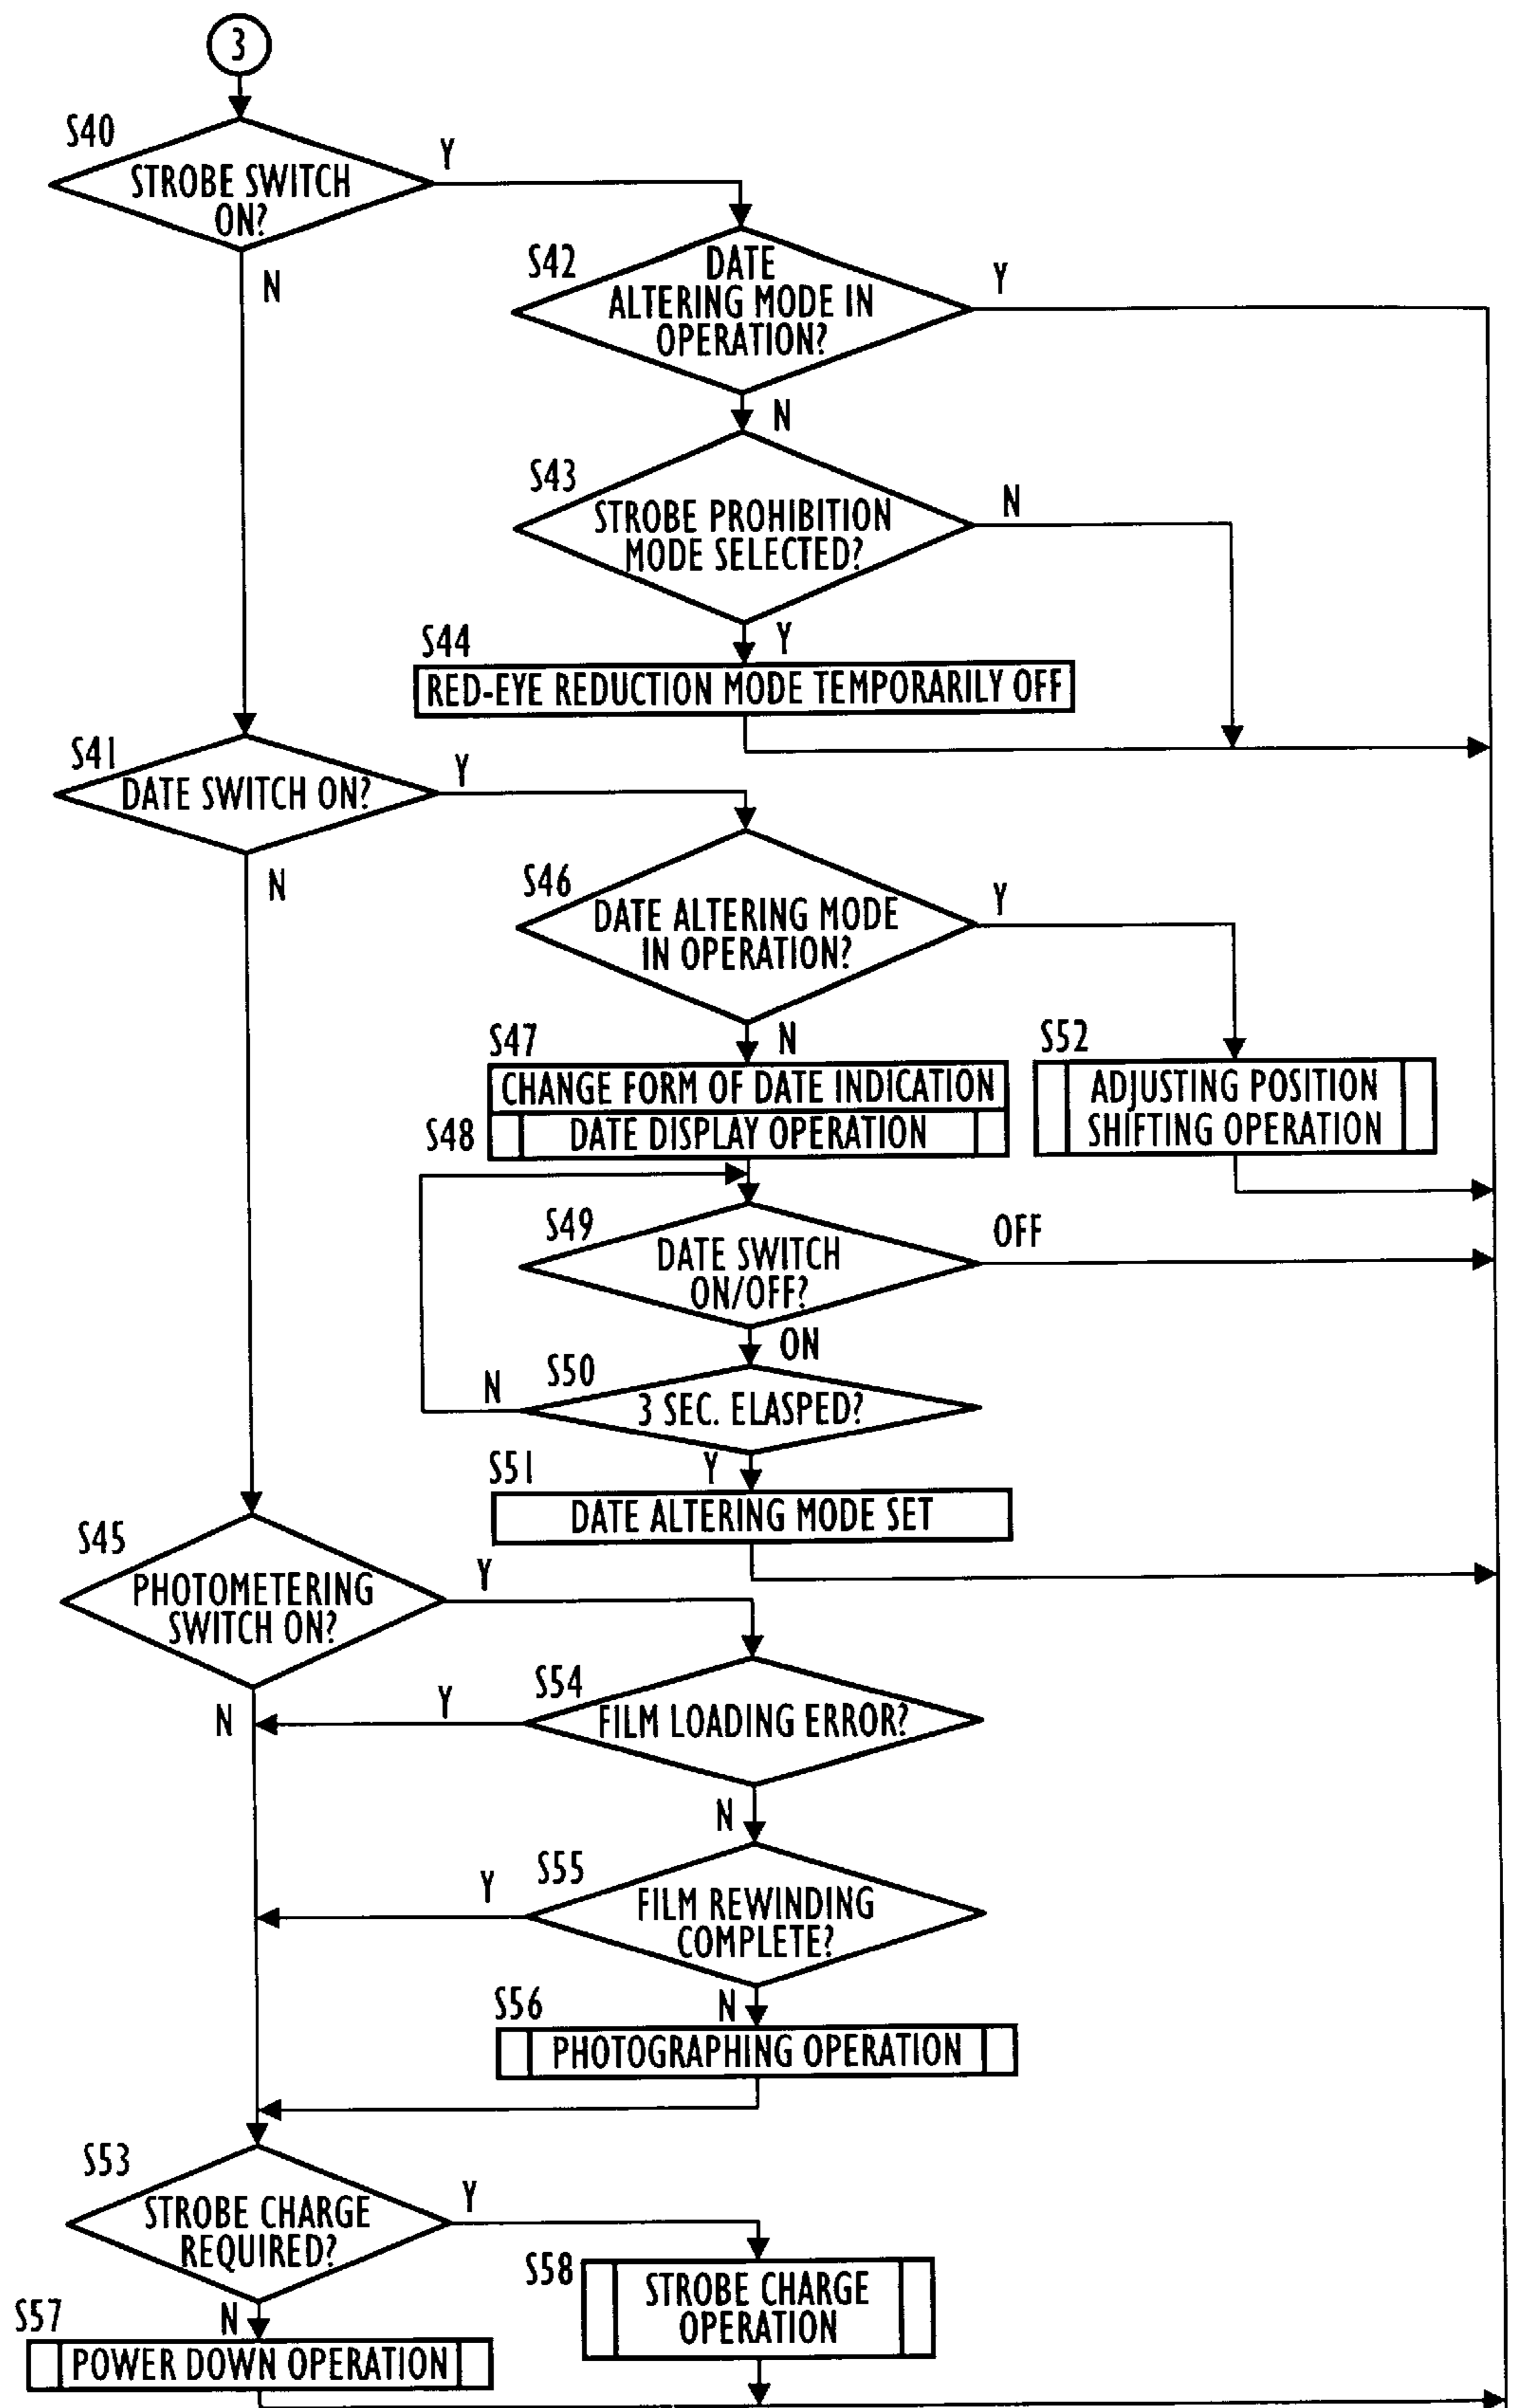 3
S40
STROBE SWITCH
ON?
Y
N
S42
DATE
ALTERING MODE IN
OPERATION?
Y
N
S43
STROBE PROHIBITION
MODE SELECTED?
N
Y
S44
RED-EYE REDUCTION MODE TEMPORARILY OFF
S41
DATE SWITCH ON?
Y
N
S46
DATE ALTERING MODE
IN OPERATION?
Y
N
S47
CHANGE FORM OF DATE INDICATION
S48
DATE DISPLAY OPERATION
S52
ADJUSTING POSITION
SHIFTING OPERATION
S49
DATE SWITCH
ON/OFF?
OFF
ON
S50
3 SEC. ELASPED?
N
Y
S51
DATE ALTERING MODE SET
S45
PHOTOMETERING
SWITCH ON?
Y
N
S54
FILM LOADING ERROR?
Y
N
S55
FILM REWINDING
COMPLETE?
Y
N
S56
PHOTOGRAPHING OPERATION
S53
STROBE CHARGE
REQUIRED?
Y
N
S58
STROBE CHARGE
OPERATION
S57
POWER DOWN OPERATION